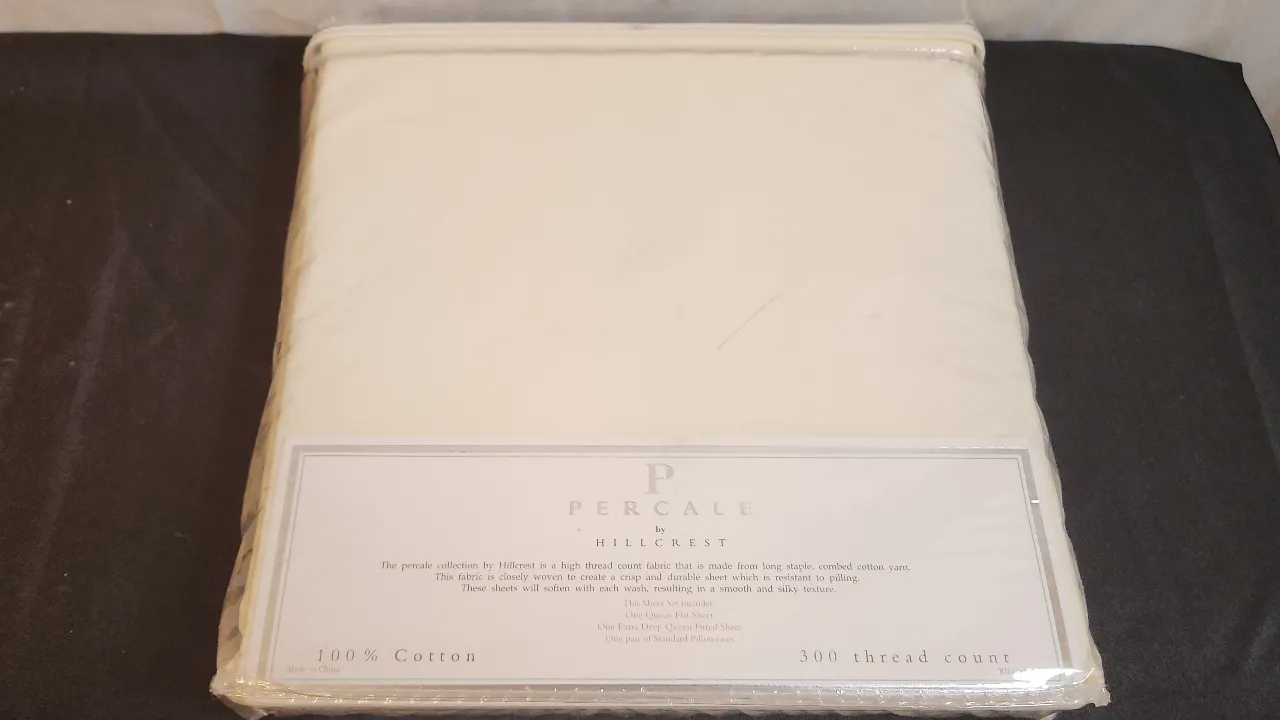 P
PERCALE
by
HILLCREST
The percale collection by Hillcrest is a high thread count fabric that is made from long staple, combed cotton yarn.
This fabric is closely woven to create a crisp and durable sheet which is resistant to pilling.
These sheets will soften with each wash, resulting in a smooth and silky texture.
This Sheet Set includes:
One Queen Flat Sheet
One Extra Deep Queen Fitted Sheet
One pair of Standard Pillowcases
100% Cotton
300 thread count
Made in China